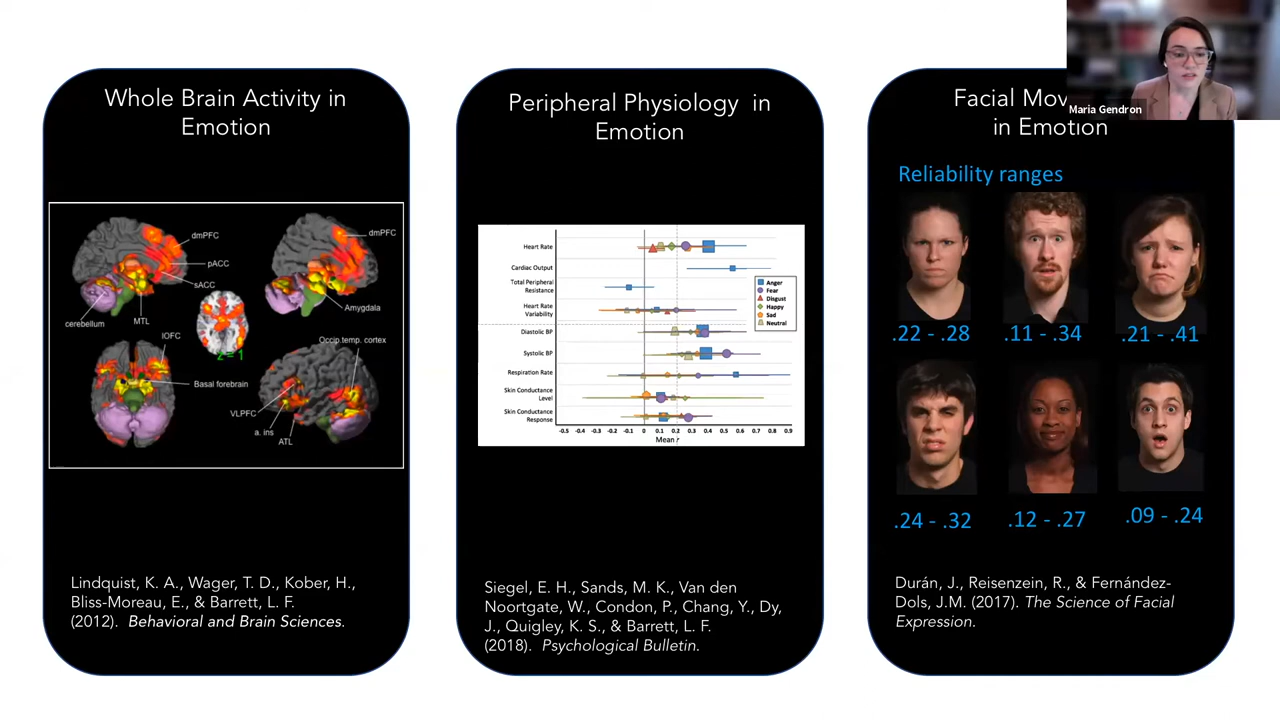 Whole Brain Activity in
Emotion
dmPFC
pACC
sACC
cerebellum
MTL
dmPFC
Amygdala
z = 1
lOFC
Basal forebrain
Occip.temp. cortex
VLPFC
a. ins
ATL
Lindquist, K. A., Wager, T. D., Kober, H.,
Bliss-Moreau, E., & Barrett, L. F.
(2012). Behavioral and Brain Sciences.
Peripheral Physiology in
Emotion
Heart Rate
Cardiac Output
Total Peripheral
Resistance
Heart Rate
Variability
Diastolic BP
Systolic BP
Respiration Rate
Skin Conductance
Level
Skin Conductance
Response
Anger
Fear
Disgust
Happy
Sad
Neutral
-0.5 -0.4 -0.3 -0.2 -0.1 0 0.1 0.2 0.3 0.4 0.5 0.6 0.7 0.8 0.9
Mean r
Siegel, E. H., Sands, M. K., Van den
Noortgate, W., Condon, P., Chang, Y., Dy,
J., Quigley, K. S., & Barrett, L. F.
(2018). Psychological Bulletin.
Facial Mov
in Emotion
Maria Gendron
Reliability ranges
.22 - .28 .11 - .34 .21 - .41
.24 - .32 .12 - .27 .09 - .24
Durán, J., Reisenzein, R., & Fernández-
Dols, J.M. (2017). The Science of Facial
Expression.